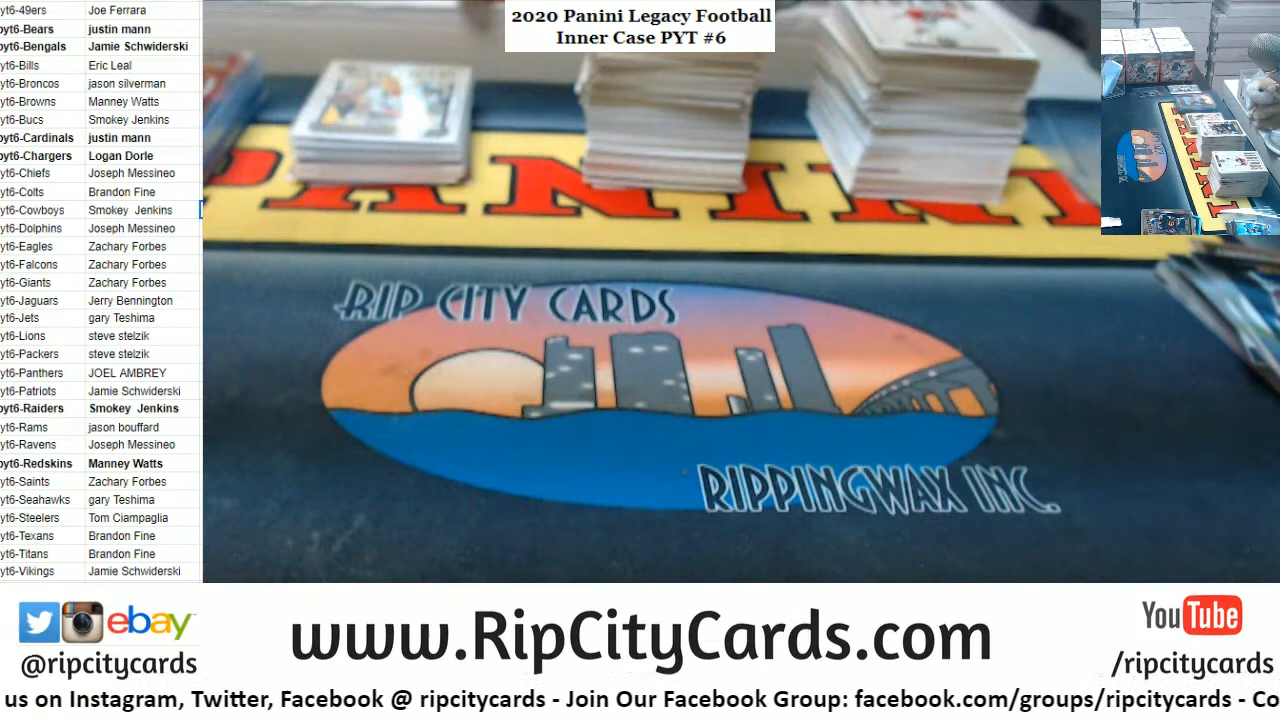 yt6-49ers Joe Ferrara
pyt6-Bears justin mann
pyt6-Bengals Jamie Schwiderski
yt6-Bills Eric Leal
yt6-Broncos jason silverman
yt6-Browns Manney Watts
yt6-Bucs Smokey Jenkins
pyt6-Cardinals justin mann
pyt6-Chargers Logan Dorle
yt6-Chiefs Joseph Messineo
yt6-Colts Brandon Fine
yt6-Cowboys Smokey Jenkins
yt6-Dolphins Joseph Messineo
yt6-Eagles Zachary Forbes
yt6-Falcons Zachary Forbes
yt6-Giants Zachary Forbes
yt6-Jaguars Jerry Bennington
yt6-Jets gary Teshima
yt6-Lions steve stelzik
yt6-Packers steve stelzik
yt6-Panthers JOEL AMBREY
yt6-Patriots Jamie Schwiderski
pyt6-Raiders Smokey Jenkins
yt6-Rams jason bouffard
yt6-Ravens Joseph Messineo
pyt6-Redskins Manney Watts
yt6-Saints Zachary Forbes
yt6-Seahawks gary Teshima
yt6-Steelers Tom Ciampaglia
yt6-Texans Brandon Fine
yt6-Titans Brandon Fine
yt6-Vikings Jamie Schwiderski
2020 Panini Legacy Football
Inner Case PYT #6
PANINI
RIP CITY CARDS
RIPPINGWAX INC.
ebay
@ripcitycards
www.RipCityCards.com
YouTube
/ripcitycards
us on Instagram, Twitter, Facebook @ ripcitycards - Join Our Facebook Group: facebook.com/groups/ripcitycards - Co